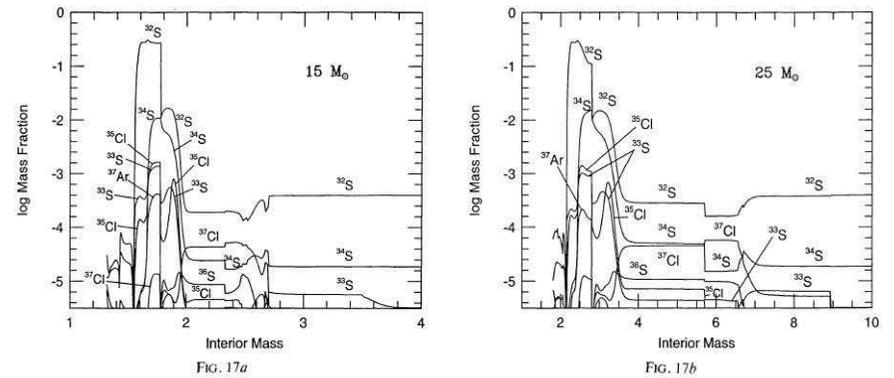 0
-1
-2
-3
-4
-5
log Mass Fraction
15 M☉
³²S
³⁴S
³²S
³⁵Cl
³³S
³⁷Ar
³³S
³⁵Cl
³⁷Cl
³⁴S
³⁵Cl
³³S
³²S
³⁷Cl
³⁴S
³⁶S
³⁵Cl
³⁴S
³³S
1
2
3
4
Interior Mass
FIG. 17a
0
-1
-2
-3
-4
-5
log Mass Fraction
25 M☉
³²S
³⁴S
³²S
³⁵Cl
³³S
³⁷Ar
³⁵Cl
³²S
³²S
³⁴S
³⁷Cl
³³S
³⁶S
³⁷Cl
³⁴S
³⁴S
³⁵Cl
³³S
2
4
6
8
10
Interior Mass
FIG. 17b